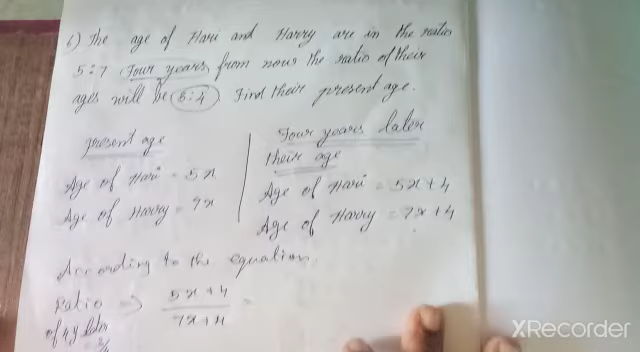 6) The age of Hari and Harry are in the ratio
5:7 Four years from now the ratio of their
ages will be 3:4. Find their present age.
present age
Age of Hari = 5x
Age of Harry = 7x
Four years later
their age
Age of Hari = 5x+4
Age of Harry = 7x+4
According to the equation.
Ratio ⇒ 5x+4 / 7x+4 =
of 4y later
= 3/4
XRecorder